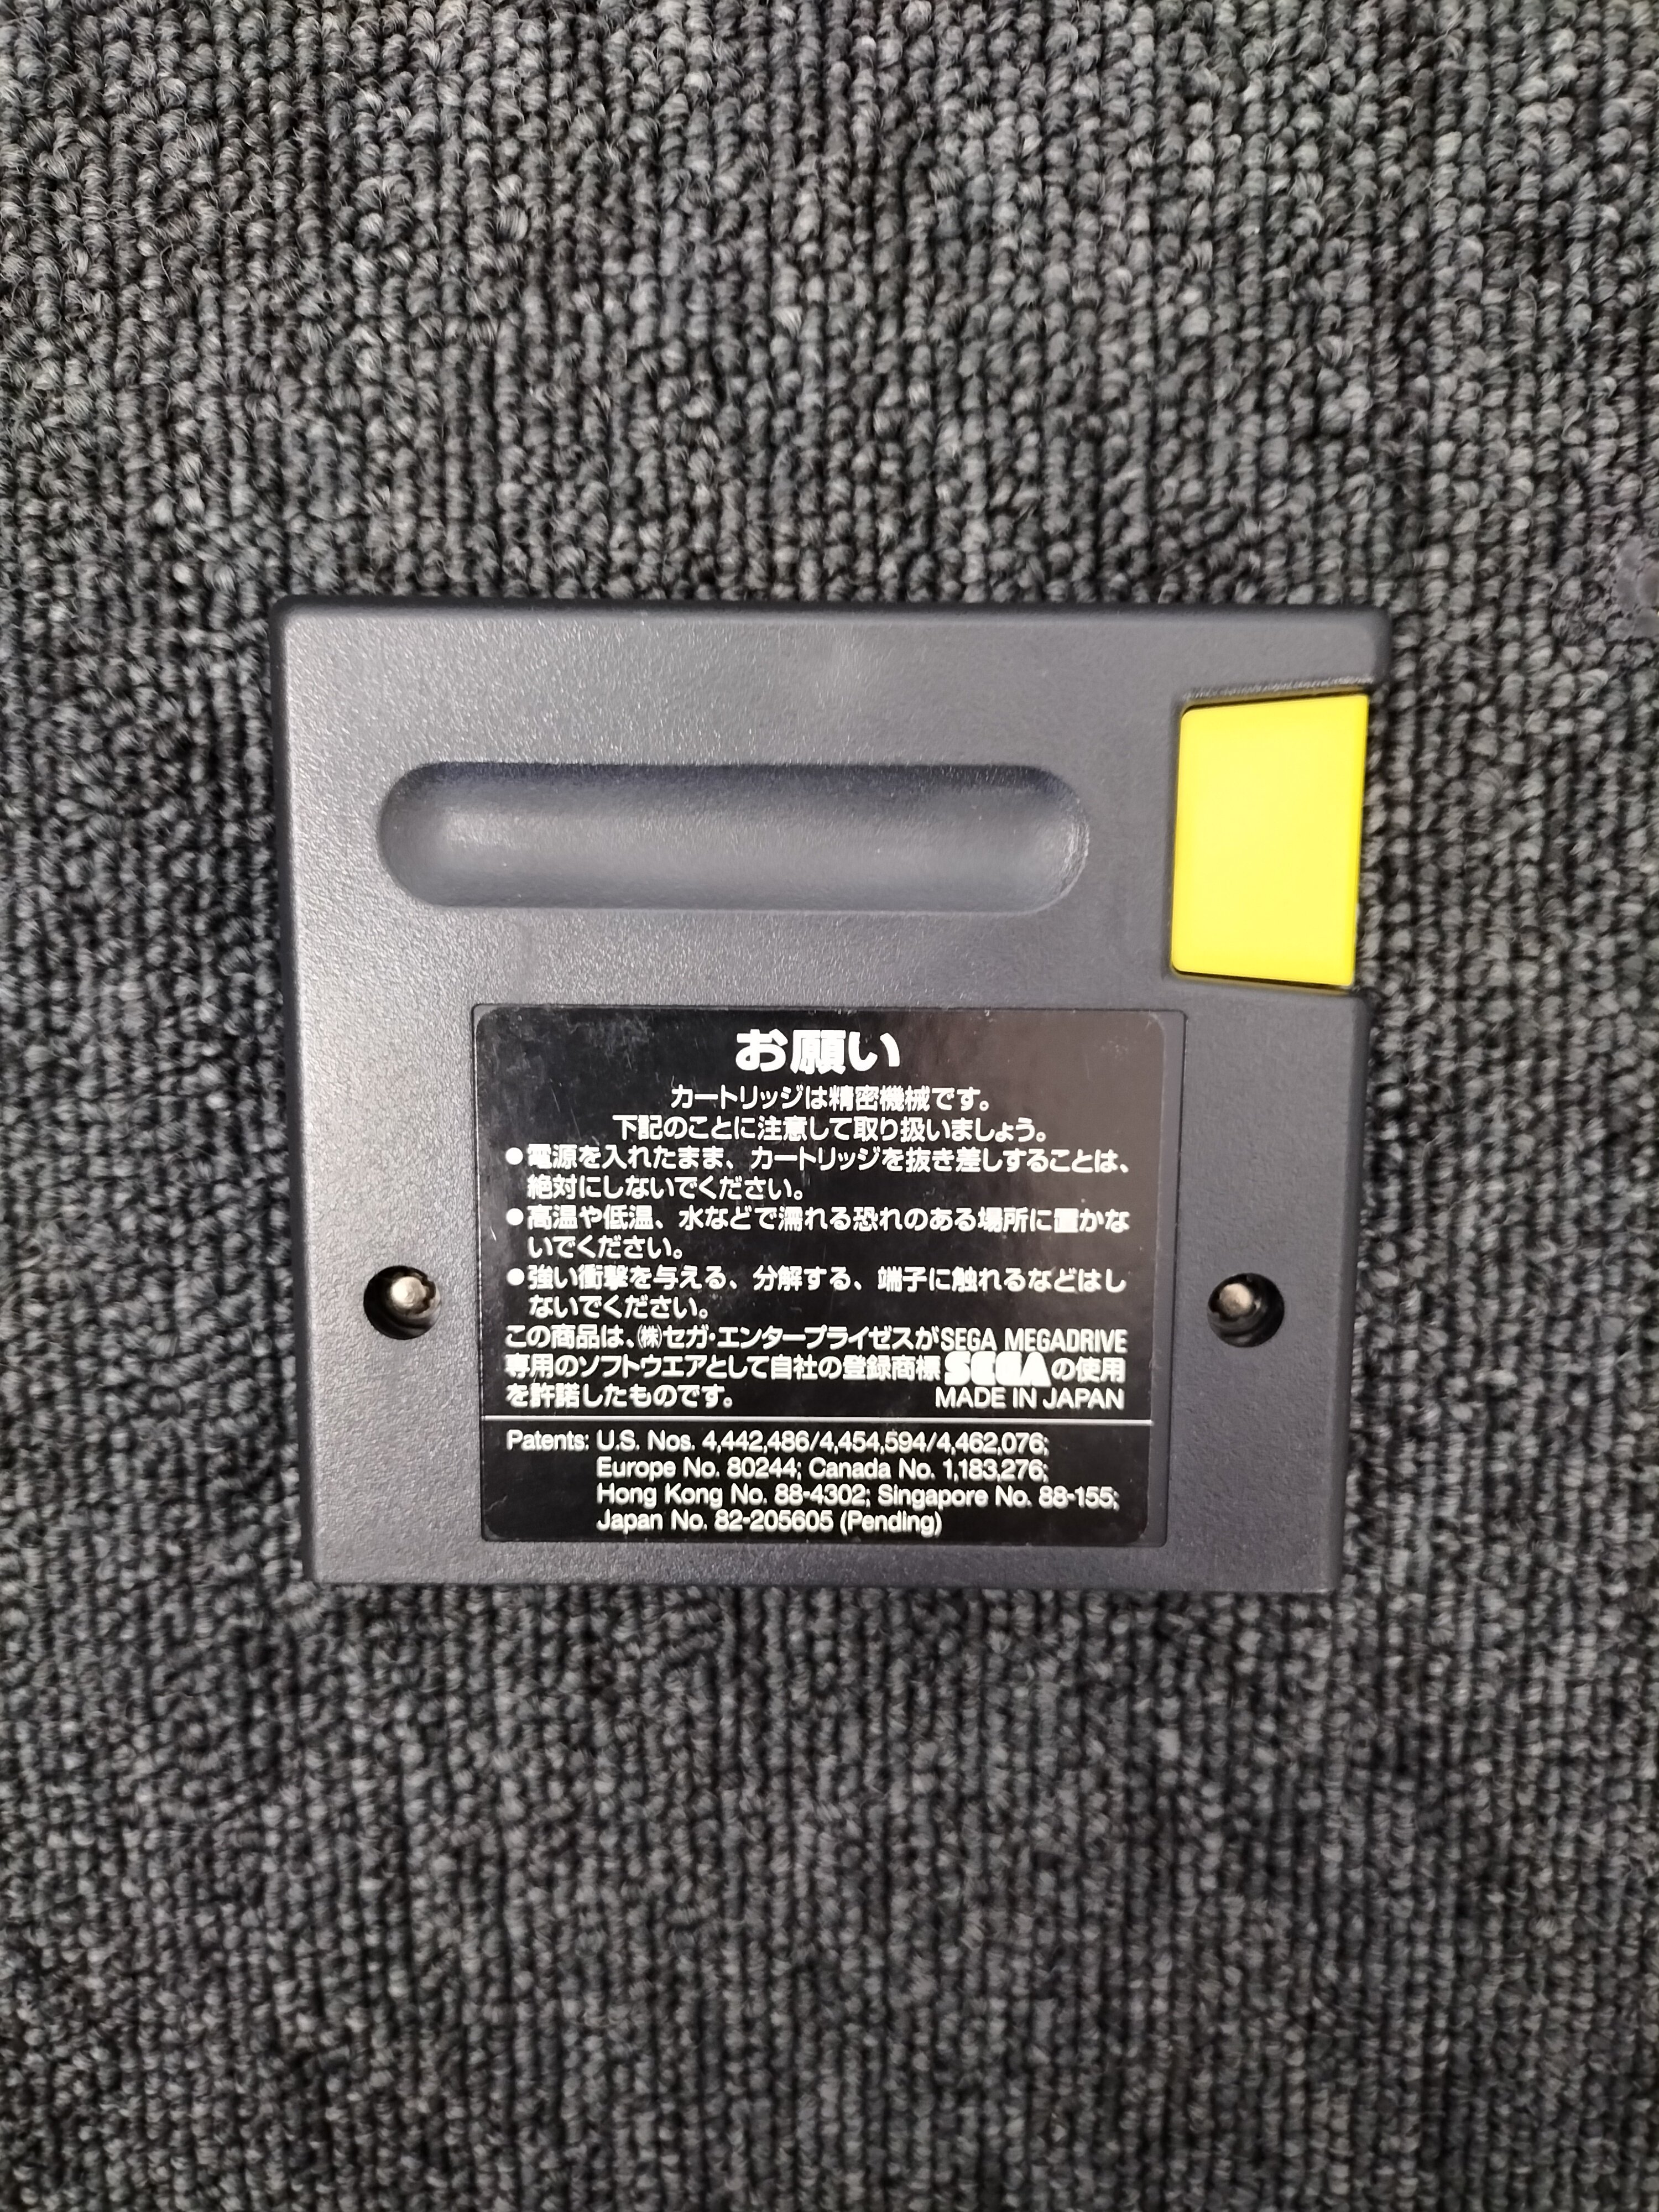 お願い
カートリッジは精密機械です。
下記のことに注意して取り扱いましょう。
●電源を入れたまま、カートリッジを抜き差しすることは、
絶対にしないでください。
●高温や低温、水などで濡れる恐れのある場所に置かな
いでください。
●強い衝撃を与える、分解する、端子に触れるなどはし
ないでください。
この商品は、㈱セガ・エンタープライゼスがSEGA MEGADRIVE
専用のソフトウエアとして自社の登録商標SEGAの使用
を許諾したものです。 MADE IN JAPAN
Patents: U.S. Nos. 4,442,486/4,454,594/4,462,076;
Europe No. 80244; Canada No. 1,183,276;
Hong Kong No. 88-4302; Singapore No. 88-155;
Japan No. 82-205605 (Pending)